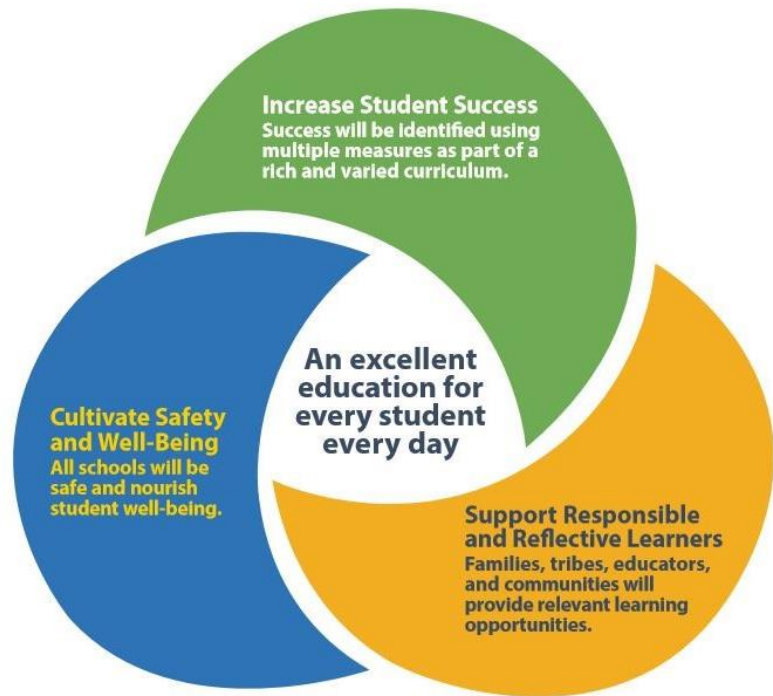 Increase Student Success
Success will be identified using
multiple measures as part of a
rich and varied curriculum.
An excellent
education for
every student
every day
Cultivate Safety
and Well-Being
All schools will be
safe and nourish
student well-being.
Support Responsible
and Reflective Learners
Families, tribes, educators,
and communities will
provide relevant learning
opportunities.